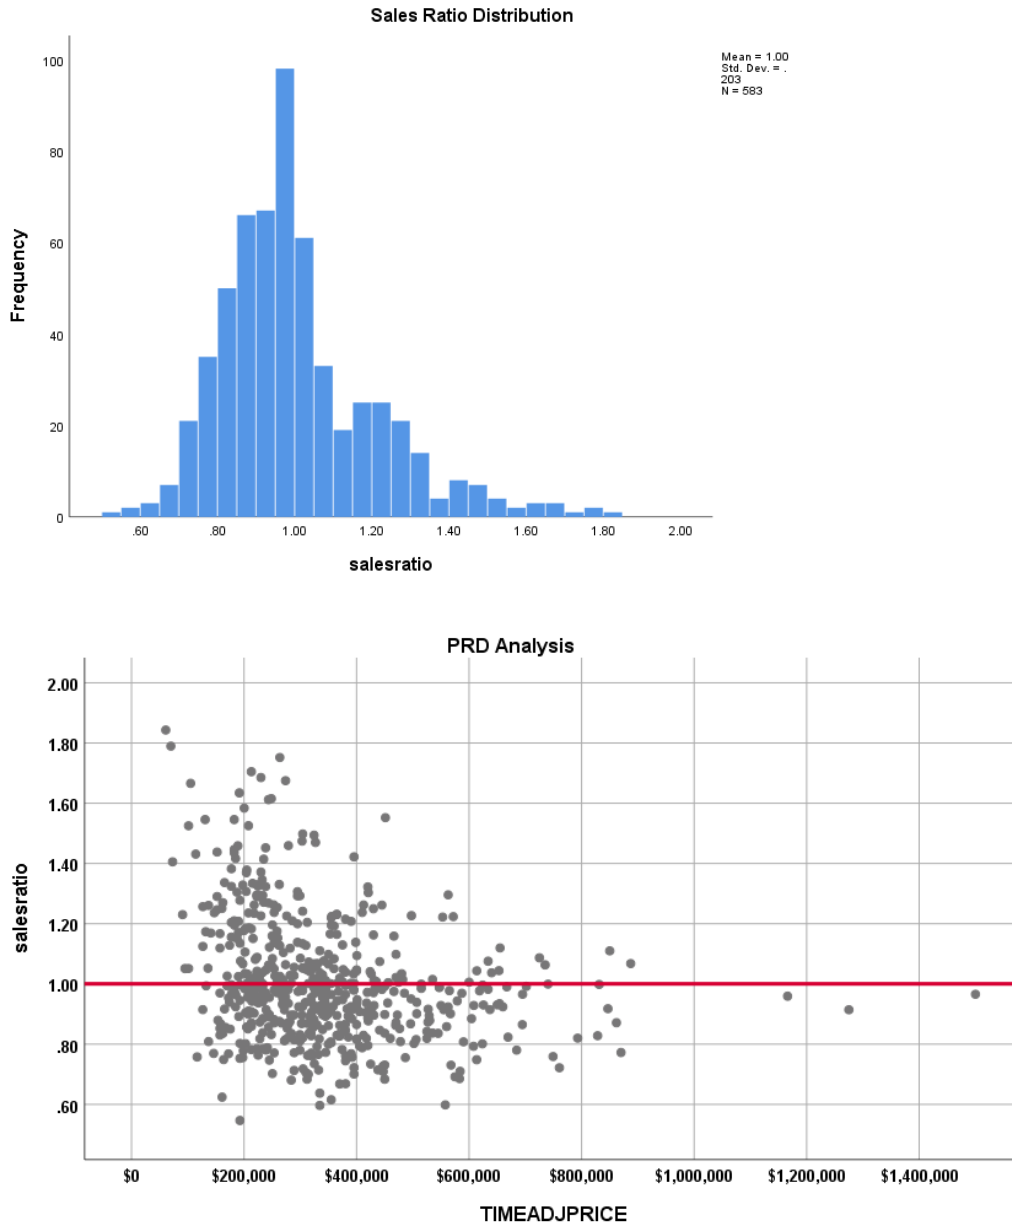 Sales Ratio Distribution
Mean = 1.00
Std. Dev. = .
203
N = 583
100
80
60
40
20
0
Frequency
.60 .80 1.00 1.20 1.40 1.60 1.80 2.00
salesratio
PRD Analysis
2.00
1.80
1.60
1.40
1.20
1.00
.80
.60
salesratio
$0 $200,000 $400,000 $600,000 $800,000 $1,000,000 $1,200,000 $1,400,000
TIMEADJPRICE